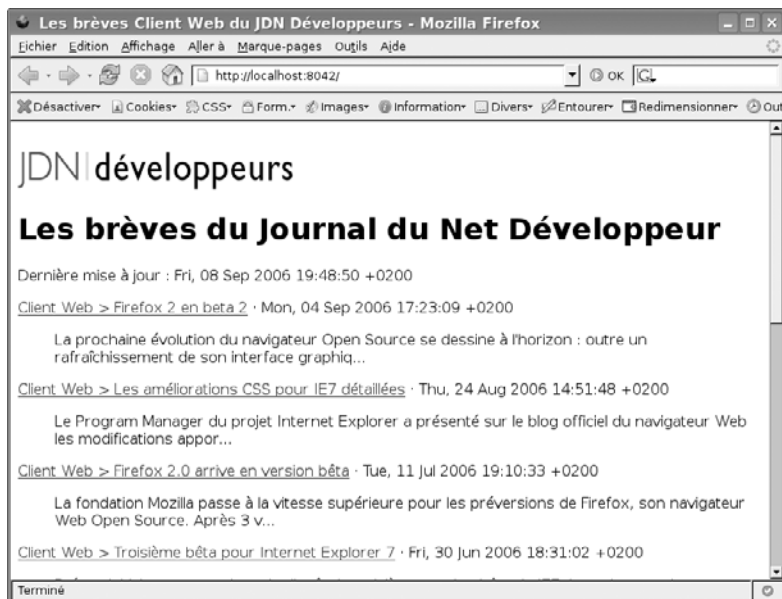 Les brèves Client Web du JDN Développeurs - Mozilla Firefox
Fichier Edition Affichage Aller à Marque-pages Outils Aide
http://localhost:8042/ OK G
Désactiver Cookies CSS Form. Images Information Divers Entourer Redimensionner Out
JDN développeurs
Les brèves du Journal du Net Développeur
Dernière mise à jour : Fri, 08 Sep 2006 19:48:50 +0200
Client Web > Firefox 2 en beta 2 · Mon, 04 Sep 2006 17:23:09 +0200
La prochaine évolution du navigateur Open Source se dessine à l'horizon : outre un
rafraîchissement de son interface graphiq...
Client Web > Les améliorations CSS pour IE7 détaillées · Thu, 24 Aug 2006 14:51:48 +0200
Le Program Manager du projet Internet Explorer a présenté sur le blog officiel du navigateur Web
les modifications appor...
Client Web > Firefox 2.0 arrive en version bêta · Tue, 11 Jul 2006 19:10:33 +0200
La fondation Mozilla passe à la vitesse supérieure pour les préversions de Firefox, son navigateur
Web Open Source. Après 3 v...
Client Web > Troisième bêta pour Internet Explorer 7 · Fri, 30 Jun 2006 18:31:02 +0200
Terminé